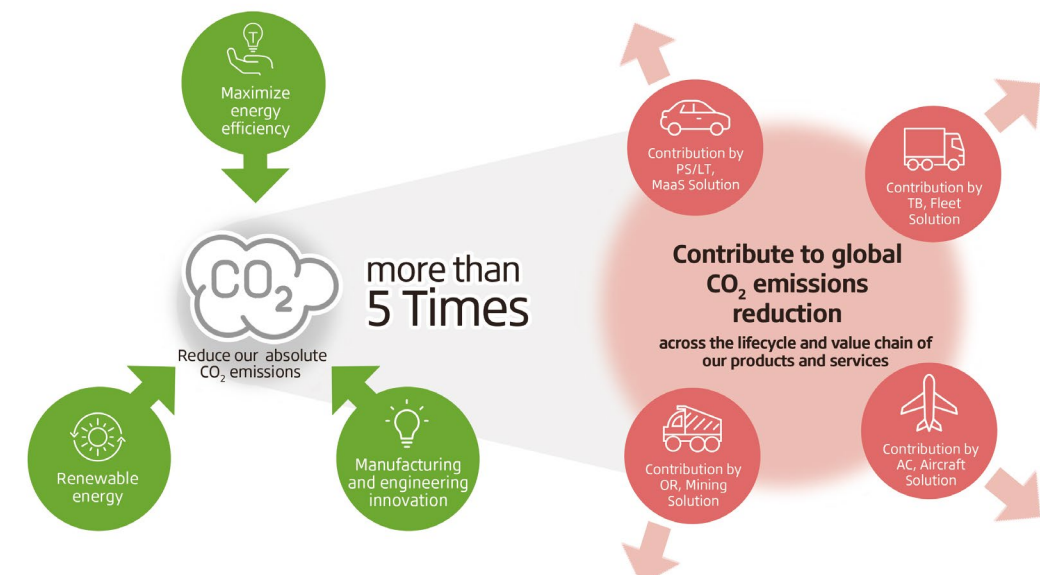 T
Maximize
energy
efficiency
CO2
Reduce our absolute
CO2 emissions
Renewable
energy
Manufacturing
and engineering
innovation
more than
5 Times
Contribution by
PS/LT,
MaaS Solution
Contribution by
TB, Fleet
Solution
Contribute to global
CO2 emissions
reduction
across the lifecycle and value chain of
our products and services
Contribution by
OR, Mining
Solution
Contribution by
AC, Aircraft
Solution